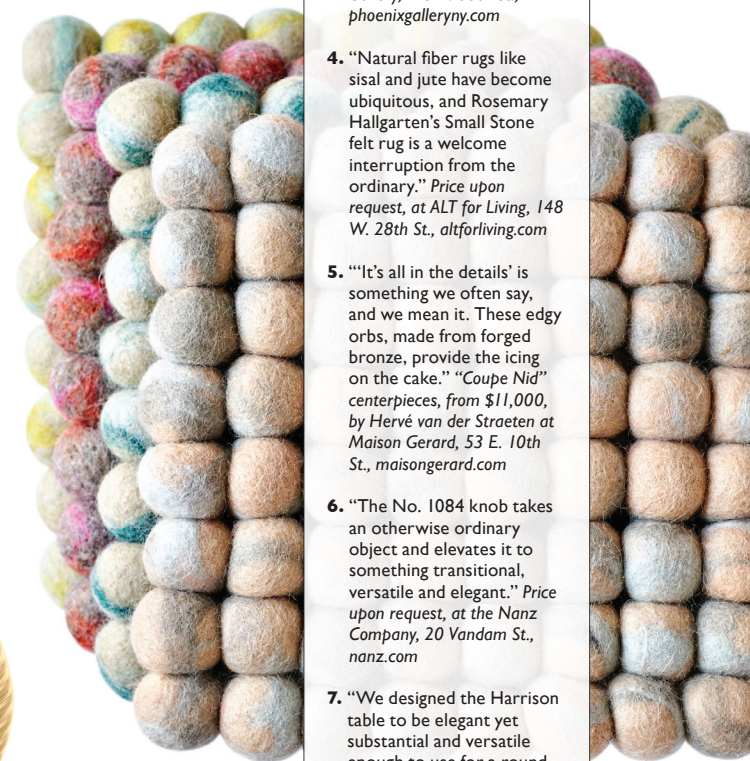 phoenixgalleryny.com
4. “Natural fiber rugs like
sisal and jute have become
ubiquitous, and Rosemary
Hallgarten’s Small Stone
felt rug is a welcome
interruption from the
ordinary.” Price upon
request, at ALT for Living, 148
W. 28th St., altforliving.com
5. “‘It’s all in the details’ is
something we often say,
and we mean it. These edgy
orbs, made from forged
bronze, provide the icing
on the cake.” “Coupe Nid”
centerpieces, from $11,000,
by Hervé van der Straeten at
Maison Gerard, 53 E. 10th
St., maisongerard.com
6. “The No. 1084 knob takes
an otherwise ordinary
object and elevates it to
something transitional,
versatile and elegant.” Price
upon request, at the Nanz
Company, 20 Vandam St.,
nanz.com
7. “We designed the Harrison
table to be elegant yet
substantial and versatile
enough to use for a round